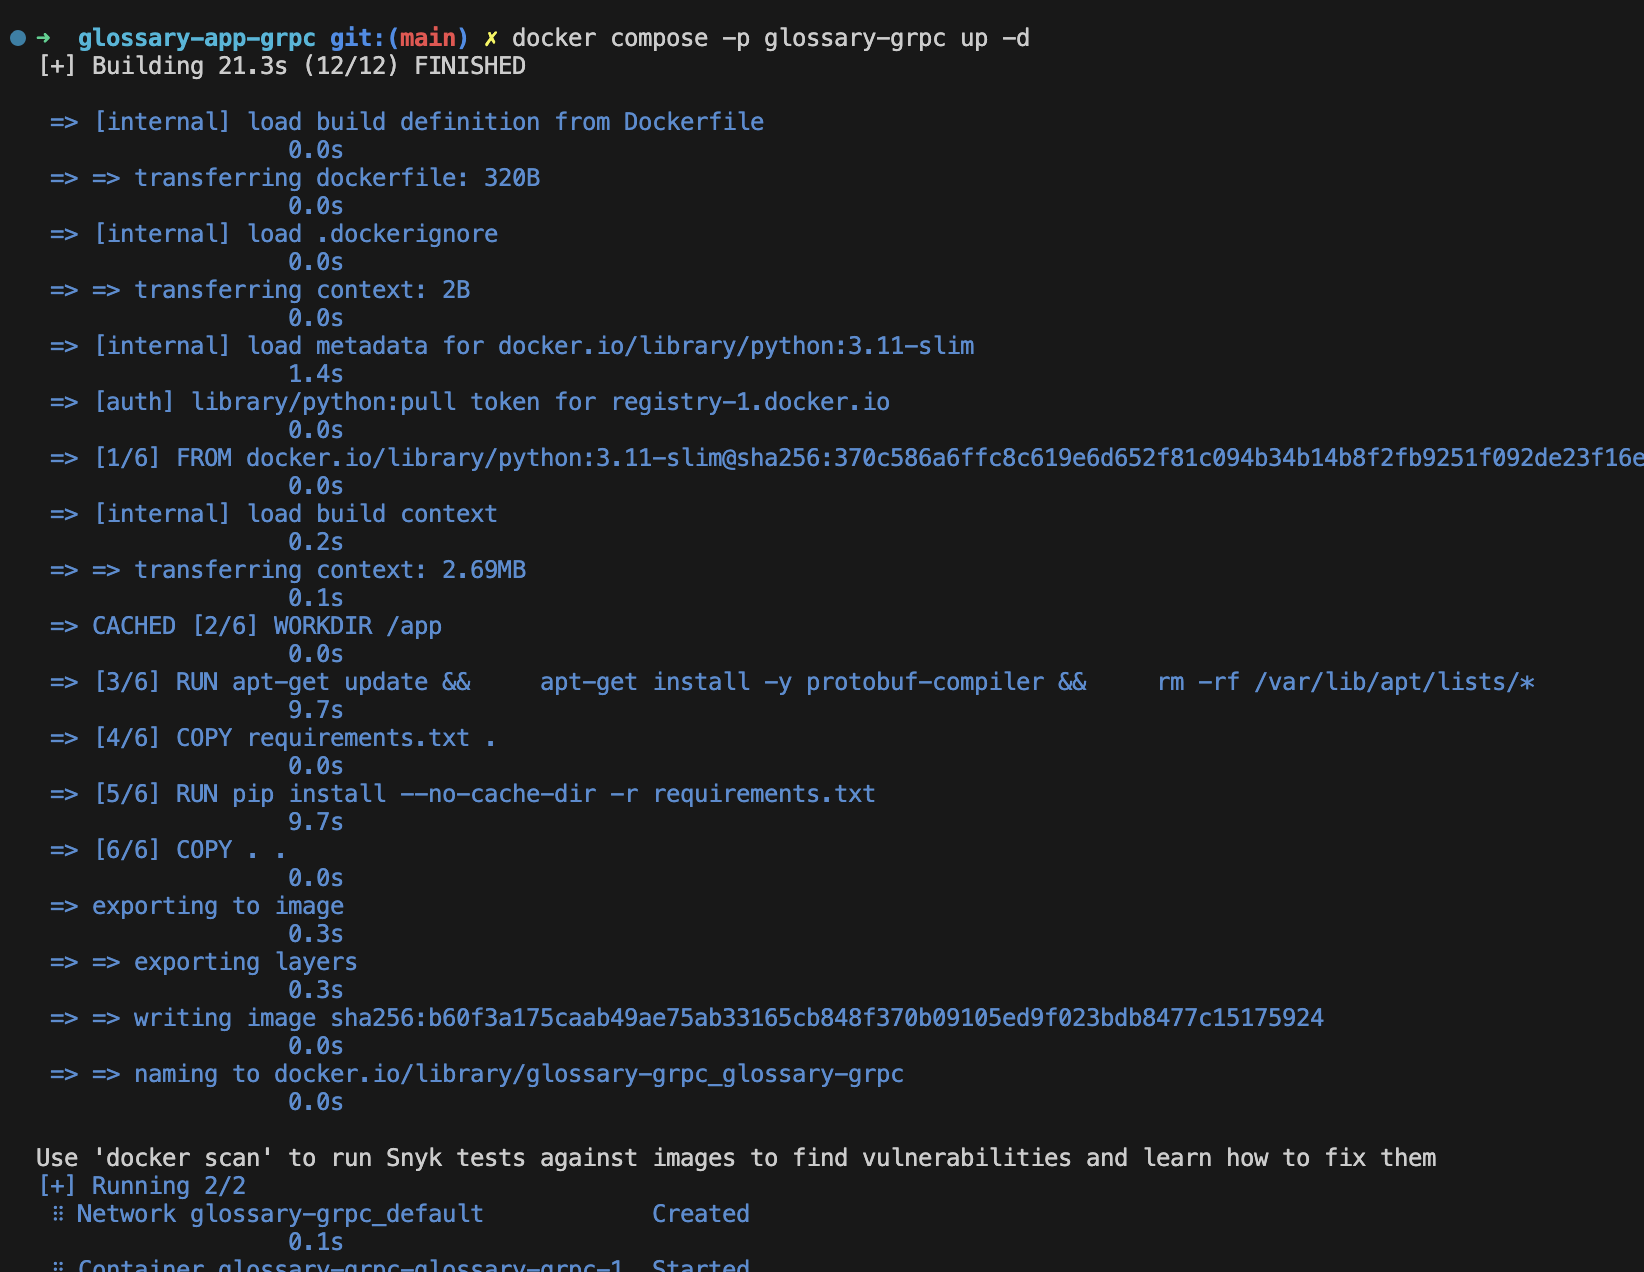 ➜  glossary-app-grpc git:(main) ✗ docker compose -p glossary-grpc up -d
[+] Building 21.3s (12/12) FINISHED
=> [internal] load build definition from Dockerfile
0.0s
=> => transferring dockerfile: 320B
0.0s
=> [internal] load .dockerignore
0.0s
=> => transferring context: 2B
0.0s
=> [internal] load metadata for docker.io/library/python:3.11-slim
1.4s
=> [auth] library/python:pull token for registry-1.docker.io
0.0s
=> [1/6] FROM docker.io/library/python:3.11-slim@sha256:370c586a6ffc8c619e6d652f81c094b34b14b8f2fb9251f092de23f16e
0.0s
=> [internal] load build context
0.2s
=> => transferring context: 2.69MB
0.1s
=> CACHED [2/6] WORKDIR /app
0.0s
=> [3/6] RUN apt-get update &&     apt-get install -y protobuf-compiler &&     rm -rf /var/lib/apt/lists/*
9.7s
=> [4/6] COPY requirements.txt .
0.0s
=> [5/6] RUN pip install --no-cache-dir -r requirements.txt
9.7s
=> [6/6] COPY . .
0.0s
=> exporting to image
0.3s
=> => exporting layers
0.3s
=> => writing image sha256:b60f3a175caab49ae75ab33165cb848f370b09105ed9f023bdb8477c15175924
0.0s
=> => naming to docker.io/library/glossary-grpc_glossary-grpc
0.0s
Use 'docker scan' to run Snyk tests against images to find vulnerabilities and learn how to fix them
[+] Running 2/2
⠿ Network glossary-grpc_default            Created
0.1s
⠿ Container glossary-grpc-glossary-grpc-1  Started